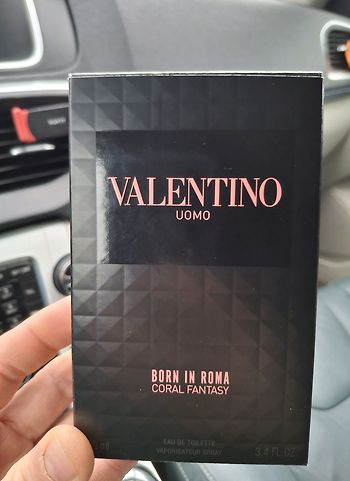 VALENTINO
UOMO
BORN IN ROMA
CORAL FANTASY
EAU DE TOILETTE
VAPORISATEUR SPRAY
3.4 FL.OZ.